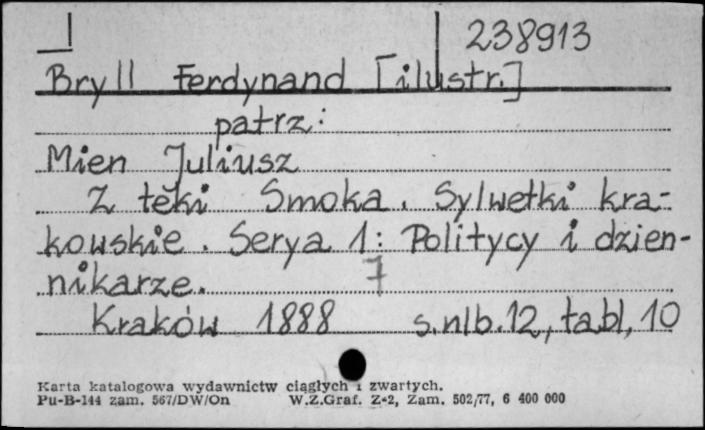 238913
Bryll Ferdynand [ilustr.]
patrz:
Mien Juliusz
Z teki Smoka. Sylwetki kra-
kowskie. Serya 1: Politycy i dzien-
nikarze.
7
Kraków 1888 s.nlb.12, tabl, 10
Karta katalogowa wydawnictw ciągłych i zwartych.
Pu-B-144 zam. 567/DW/On W.Z.Graf. Z-2, Zam. 502/77, 6 400 000